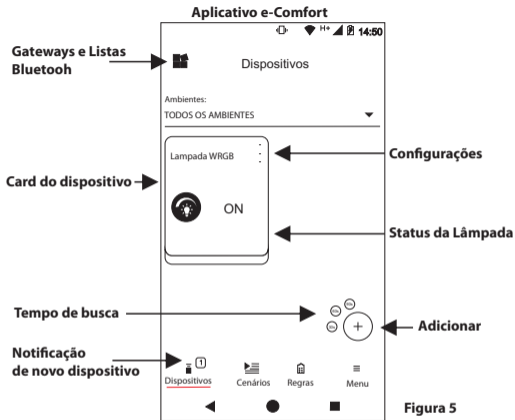 Aplicativo e-Comfort
H+ 14:50
Gateways e Listas
Bluetooh
Dispositivos
Ambientes:
TODOS OS AMBIENTES
Lampada WRGB
Configurações
Card do dispositivo
ON
Status da Lâmpada
Tempo de busca
+
Adicionar
Notificação
de novo dispositivo
1
Dispositivos
Cenários
Regras
Menu
Figura 5